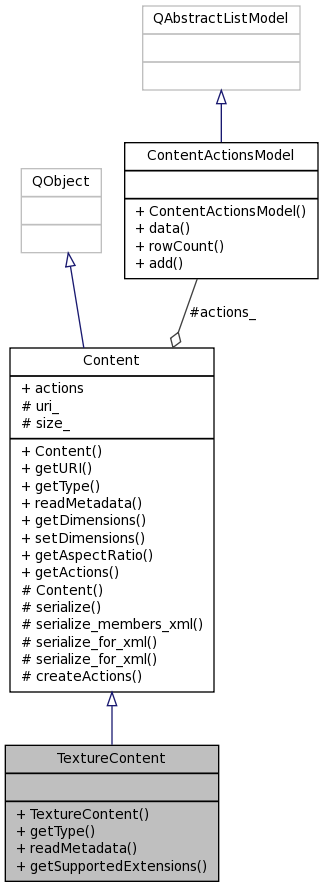 QAbstractListModel
ContentActionsModel
+ ContentActionsModel()
+ data()
+ rowCount()
+ add()
QObject
#actions_
Content
+ actions
# uri_
# size_
+ Content()
+ getURI()
+ getType()
+ readMetadata()
+ getDimensions()
+ setDimensions()
+ getAspectRatio()
+ getActions()
# Content()
# serialize()
# serialize_members_xml()
# serialize_for_xml()
# serialize_for_xml()
# createActions()
TextureContent
+ TextureContent()
+ getType()
+ readMetadata()
+ getSupportedExtensions()